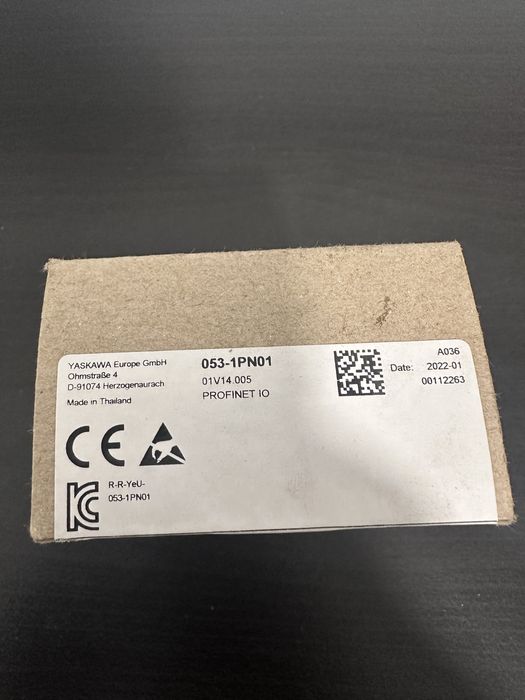 YASKAWA Europe GmbH
Ohmstraße 4
D-91074 Herzogenaurach
Made in Thailand
053-1PN01
01V14.005
PROFINET IO
A036
Date: 2022-01
00112263
CE
KC
R-R-YeU-
053-1PN01